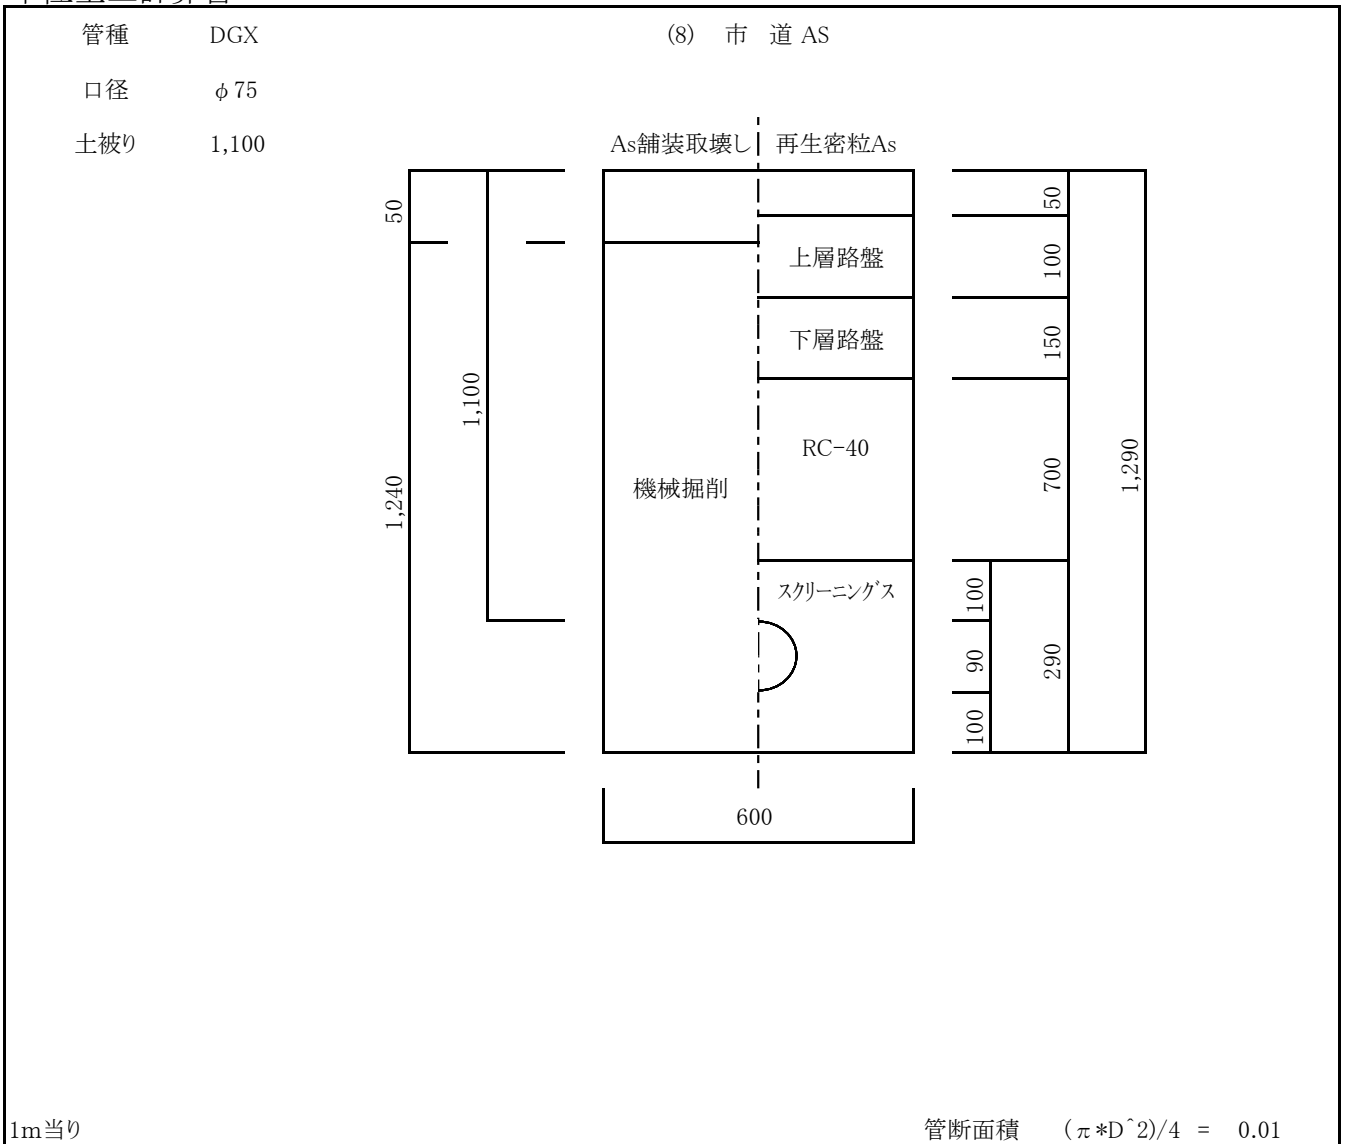 管種 DGX (8) 市 道 AS
口径 φ75
土被り 1,100 As舗装取壊し 再生密粒As
50 50
上層路盤 100
下層路盤 150
1,100
RC-40
1,240 機械掘削 700 1,290
スクリーニングス 100
90 290
100
600
1m当り 管断面積 (π*D^2)/4 = 0.01